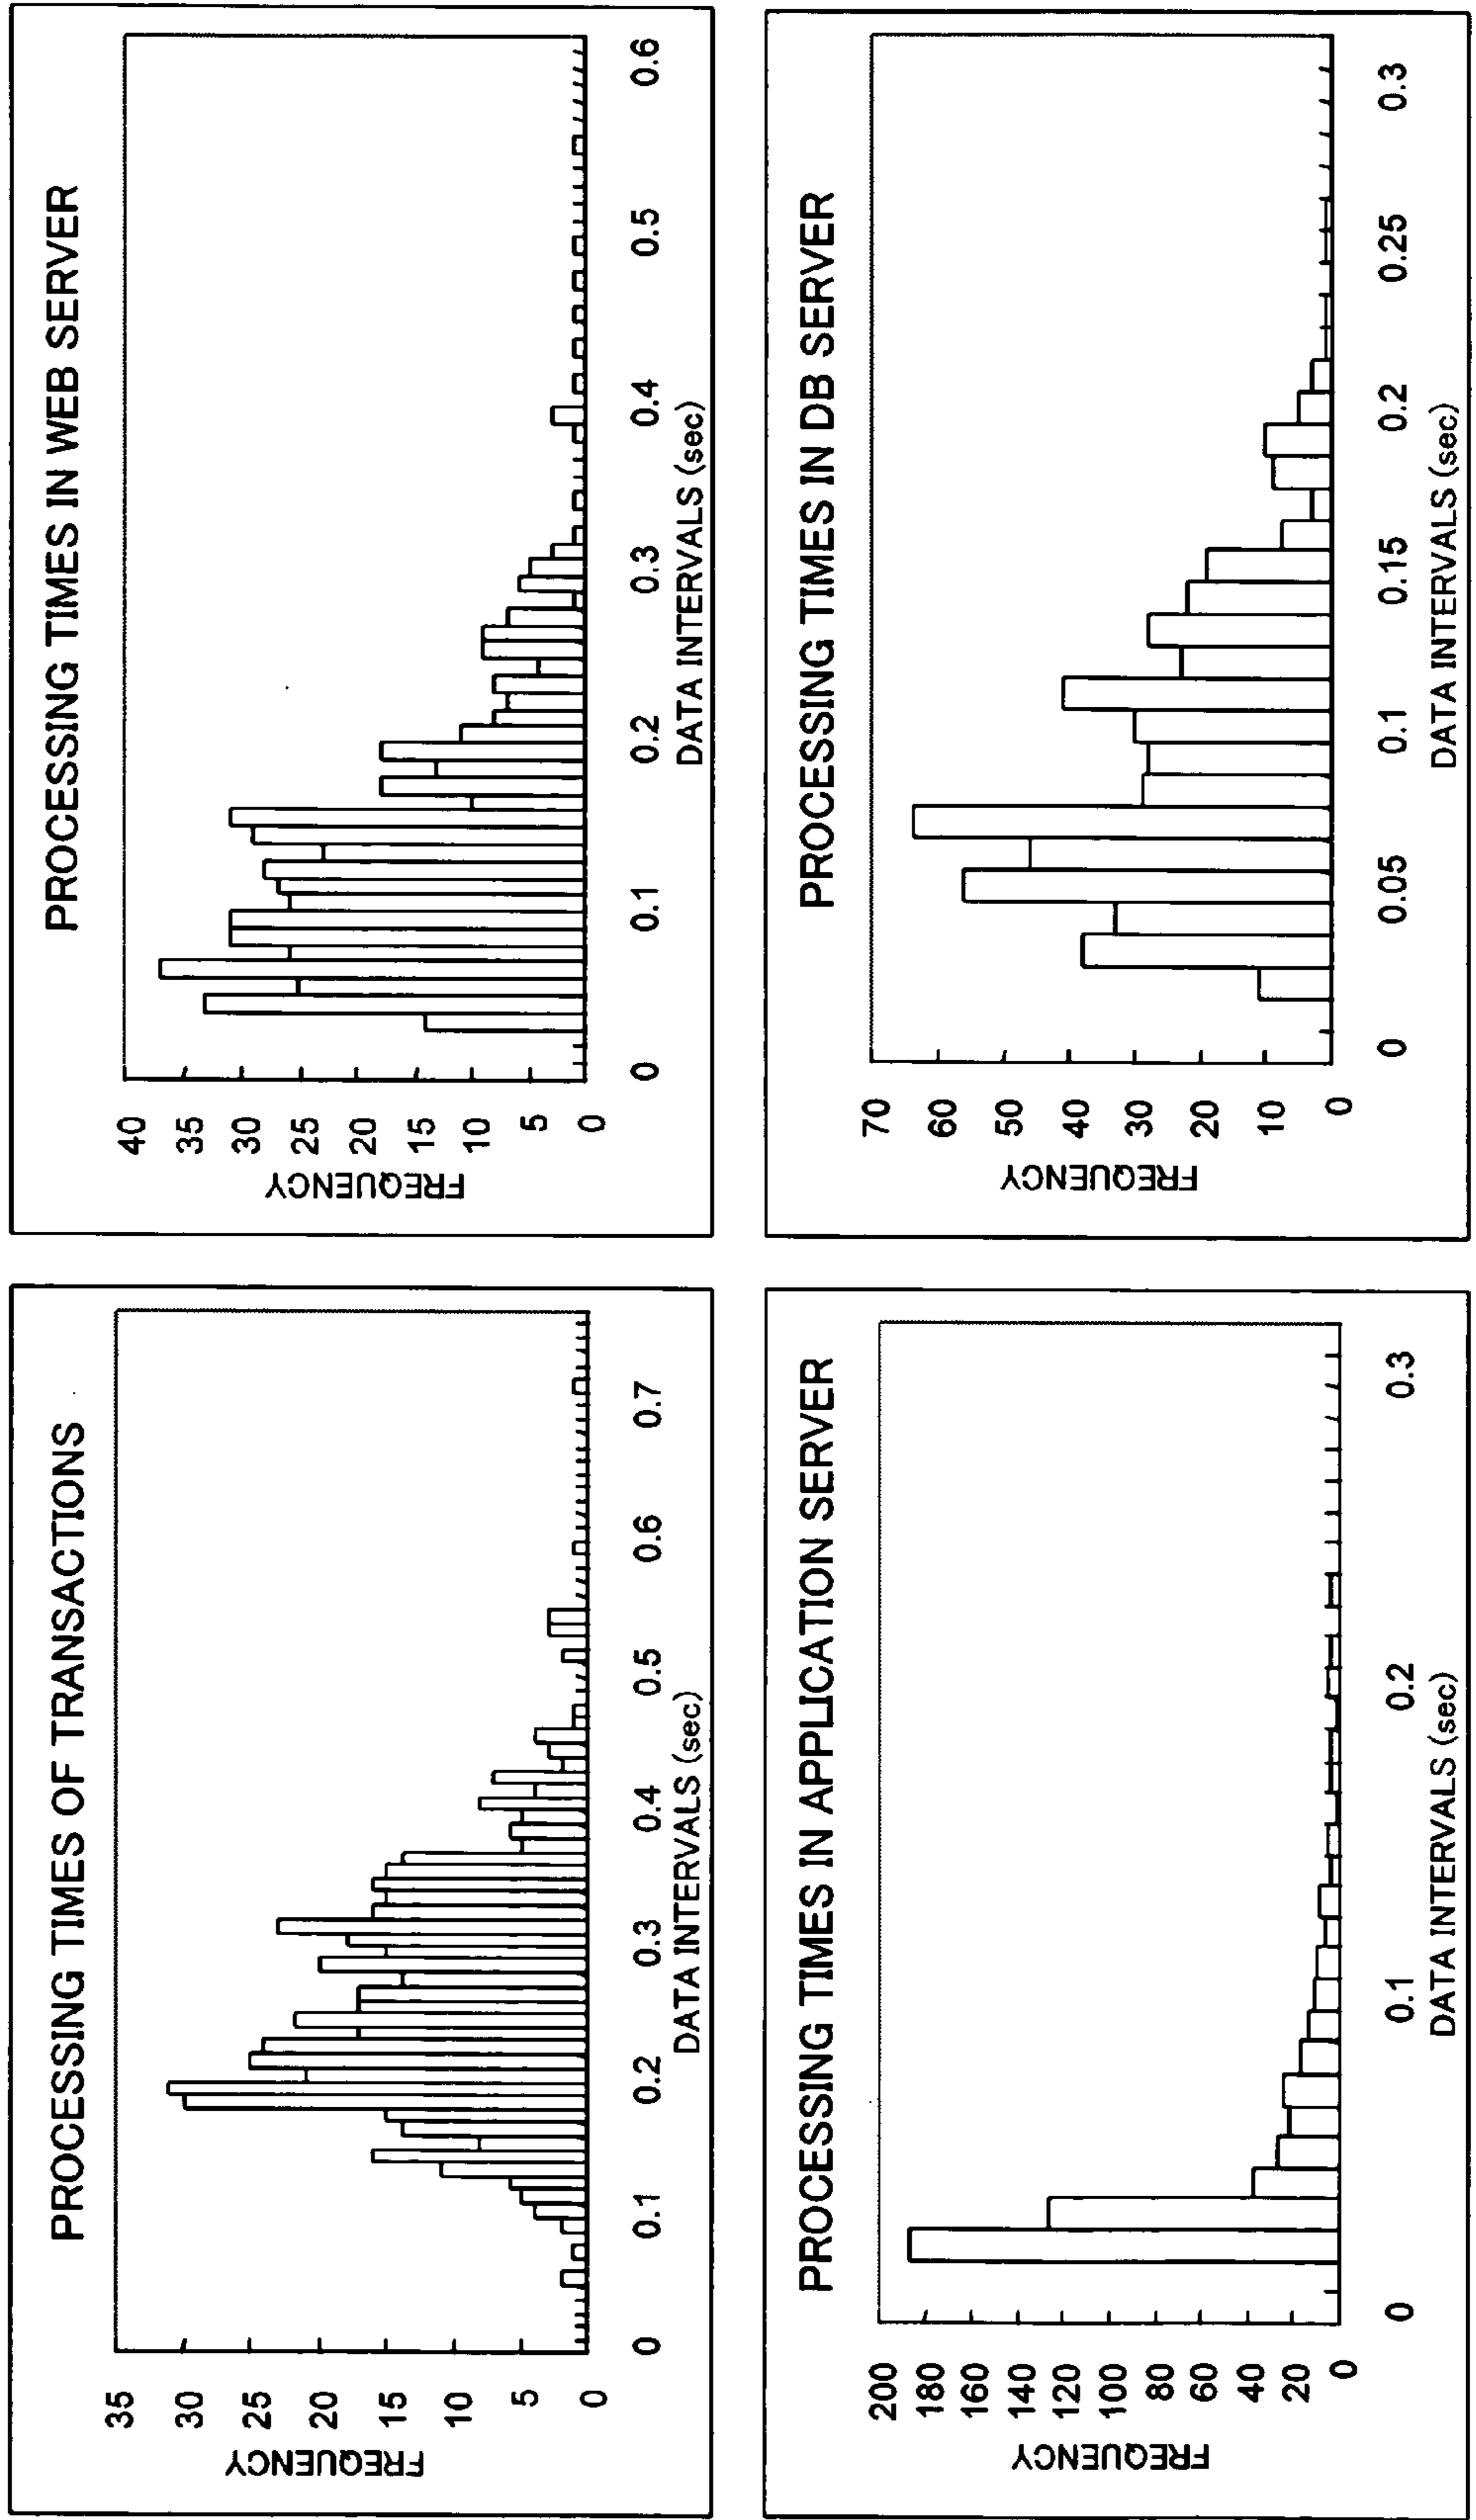 PROCESSING TIMES OF TRANSACTIONS
FREQUENCY
35
30
25
20
15
10
5
0
0 0.1 0.2 0.3 0.4 0.5 0.6 0.7
DATA INTERVALS (sec)
PROCESSING TIMES IN WEB SERVER
FREQUENCY
40
35
30
25
20
15
10
5
0
0 0.1 0.2 0.3 0.4 0.5 0.6
DATA INTERVALS (sec)
PROCESSING TIMES IN APPLICATION SERVER
FREQUENCY
200
180
160
140
120
100
80
60
40
20
0
0 0.1 0.2 0.3
DATA INTERVALS (sec)
PROCESSING TIMES IN DB SERVER
FREQUENCY
70
60
50
40
30
20
10
0
0 0.05 0.1 0.15 0.2 0.25 0.3
DATA INTERVALS (sec)